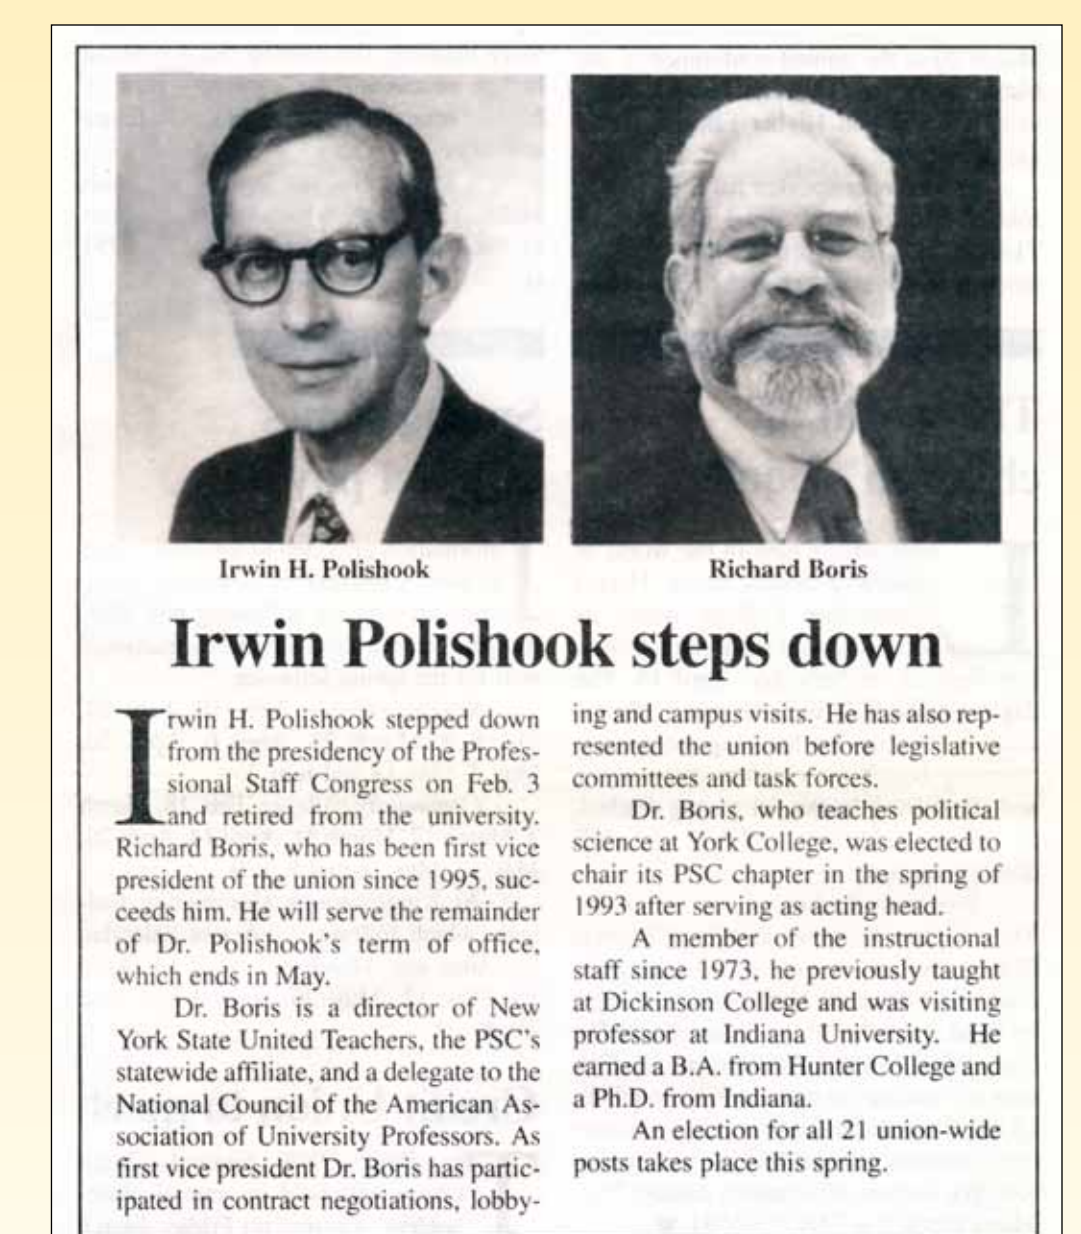 Irwin H. Polishook
Richard Boris
Irwin Polishook steps down
Irwin H. Polishook stepped down
from the presidency of the Profes-
sional Staff Congress on Feb. 3
and retired from the university.
Richard Boris, who has been first vice
president of the union since 1995, suc-
ceeds him. He will serve the remainder
of Dr. Polishook's term of office,
which ends in May.
Dr. Boris is a director of New
York State United Teachers, the PSC's
statewide affiliate, and a delegate to the
National Council of the American As-
sociation of University Professors. As
first vice president Dr. Boris has partic-
ipated in contract negotiations, lobby-
ing and campus visits. He has also rep-
resented the union before legislative
committees and task forces.
Dr. Boris, who teaches political
science at York College, was elected to
chair its PSC chapter in the spring of
1993 after serving as acting head.
A member of the instructional
staff since 1973, he previously taught
at Dickinson College and was visiting
professor at Indiana University. He
earned a B.A. from Hunter College and
a Ph.D. from Indiana.
An election for all 21 union-wide
posts takes place this spring.